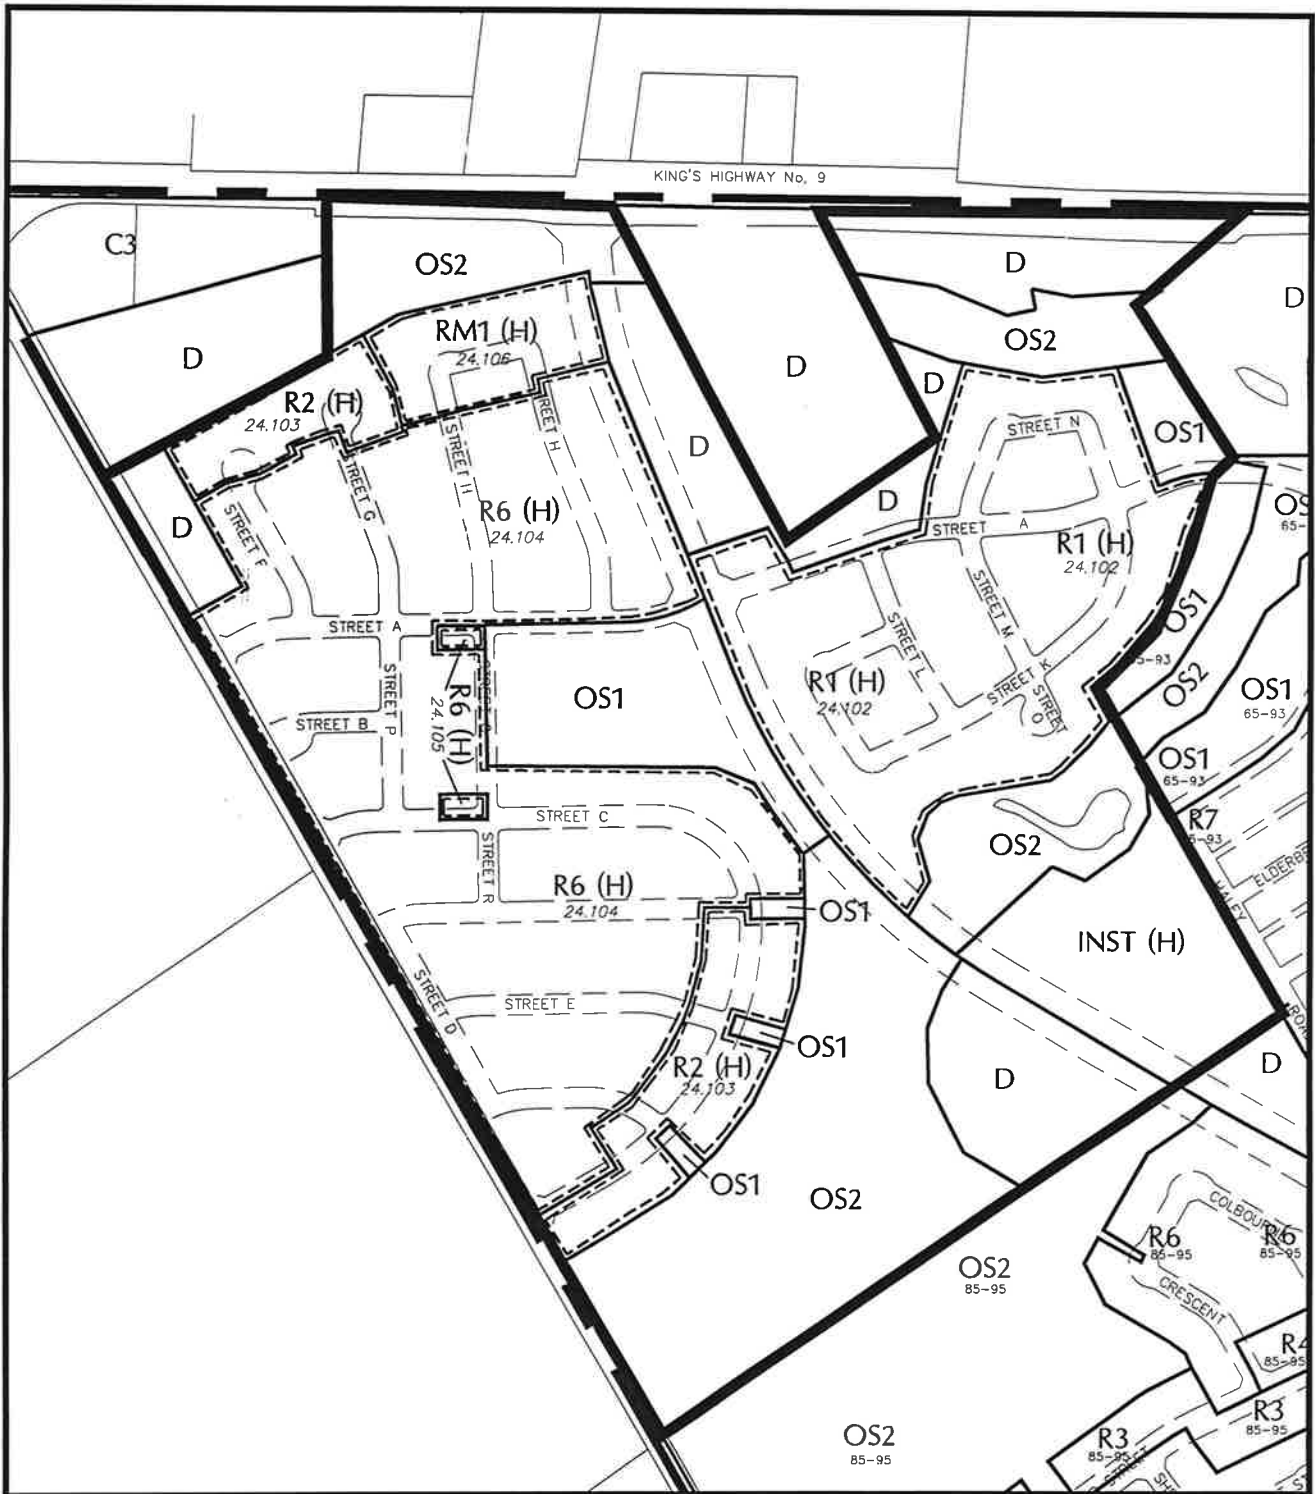 KING'S HIGHWAY No. 9
C3
OS2
D
D
D
RM1 (H)
24.106
OS2
D
D
D
R2 (H)
24.103
STREET N
OS1
STREET H
STREET H
D
STREET G
D
R6 (H)
24.104
D
STREET F
STREET A
R1 (H)
24.102
STREET A
STREET L
STREET M
OS1
R6 (H)
24.105
OS1
R1 (H)
24.102
STREET K
STREET O
OS2
OS1
65-93
STREET B
STREET P
OS1
65-93
STREET C
OS2
R7
STREET R
R6 (H)
24.104
OS1
INST (H)
STREET D
STREET E
OS1
R2 (H)
24.103
D
D
OS1
OS2
R6
85-95
R6
85-95
OS2
85-95
CRESCENT
85-95
R3
85-95
OS2
85-95
R3
85-95
STREET